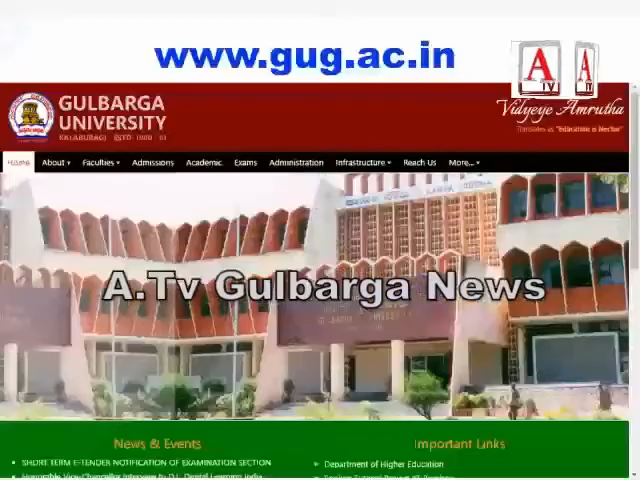 www.gug.ac.in
A
TV
A
TV
GULBARGA
UNIVERSITY
Vidyeye Amrutha
Translates as "Education is Nectar"
Home
About
Faculties
Admissions
Academic
Exams
Administration
Infrastructure
Reach Us
More...
A.Tv Gulbarga News
News & Events
Important Links
SHORT TERM E-TENDER NOTIFICATION OF EXAMINATION SECTION
Department of Higher Education